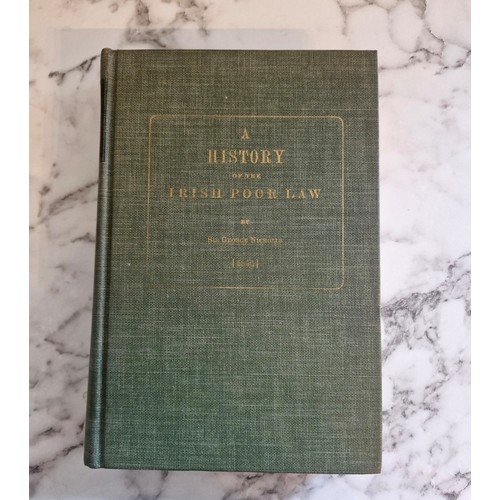 A
HISTORY
OF THE
IRISH POOR LAW
BY
SIR GEORGE NICHOLLS